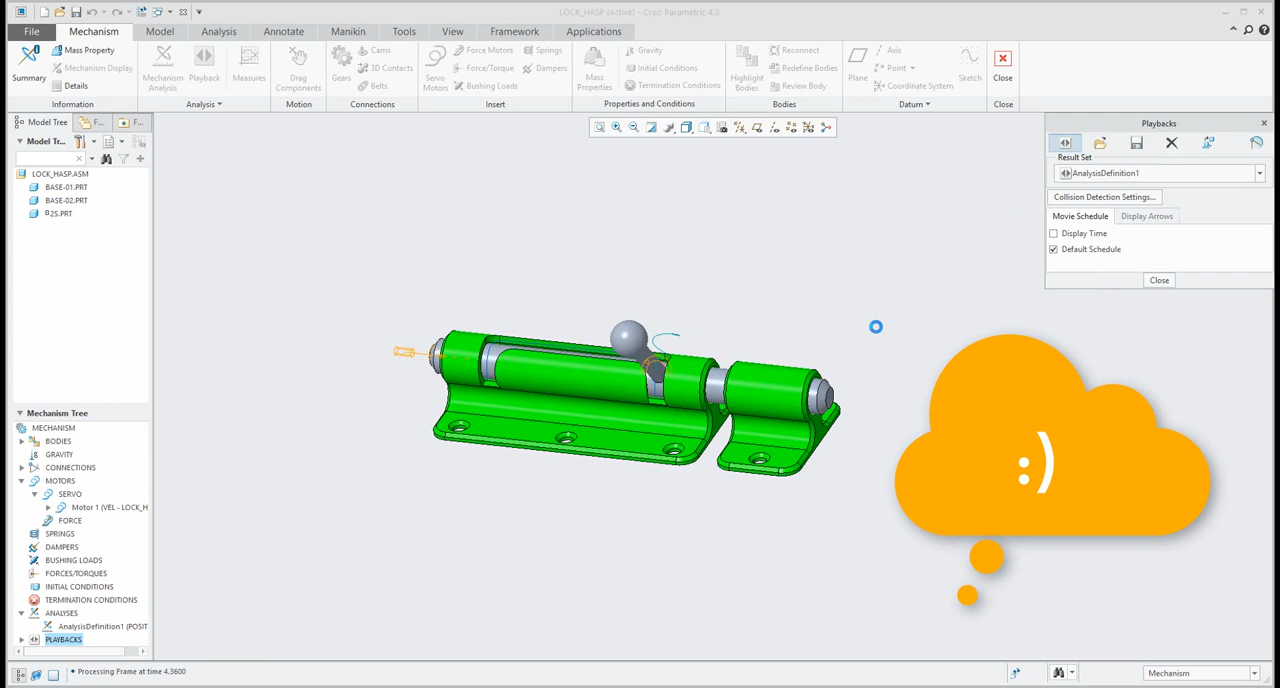 LOCK_HASP (Active) - Creo Parametric 4.0
File Mechanism Model Analysis Annotate Tools Manikin View Framework Applications
Summary
Mass Property
Mechanism Display
Details
Information
Mechanism Analysis
Playback
Measures
Analysis
Drag Components
Motion
Gears
Cams
3D Contacts
Belts
Connections
Servo Motors
Force Motors
Force/Torque
Bushing Loads
Springs
Dampers
Insert
Mass Properties
Gravity
Initial Conditions
Termination Conditions
Properties and Conditions
Highlight Bodies
Reconnect
Redefine Bodies
Review Body
Bodies
Plane
Axis
Point
Coordinate System
Sketch
Datum
Close
Close
Model Tree
F...
F...
Model Tr...
LOCK_HASP.ASM
BASE-01.PRT
BASE-02.PRT
2S.PRT
Mechanism Tree
MECHANISM
BODIES
GRAVITY
CONNECTIONS
MOTORS
SERVO
Motor 1 (VEL - LOCK_H
FORCE
SPRINGS
DAMPERS
BUSHING LOADS
FORCES/TORQUES
INITIAL CONDITIONS
TERMINATION CONDITIONS
ANALYSES
AnalysisDefinition1 (POSIT
PLAYBACKS
Playbacks
Result Set
AnalysisDefinition1
Collision Detection Settings...
Movie Schedule Display Arrows
Display Time
Default Schedule
Close
:)
• Processing Frame at time 4.3600
Mechanism